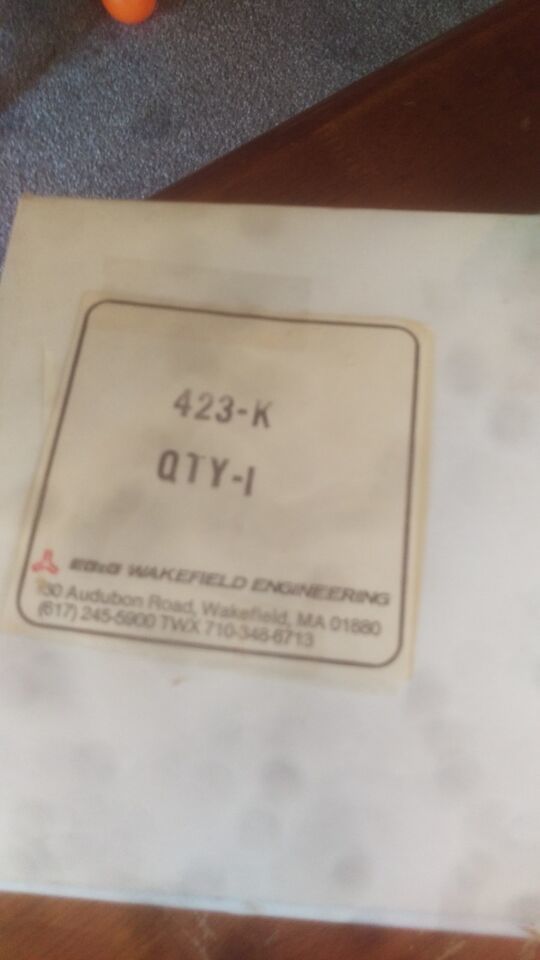 423-K
QTY-1
EG&G WAKEFIELD ENGINEERING
60 Audubon Road, Wakefield, MA 01880
(617) 245-5900 TWX 710-348-6713